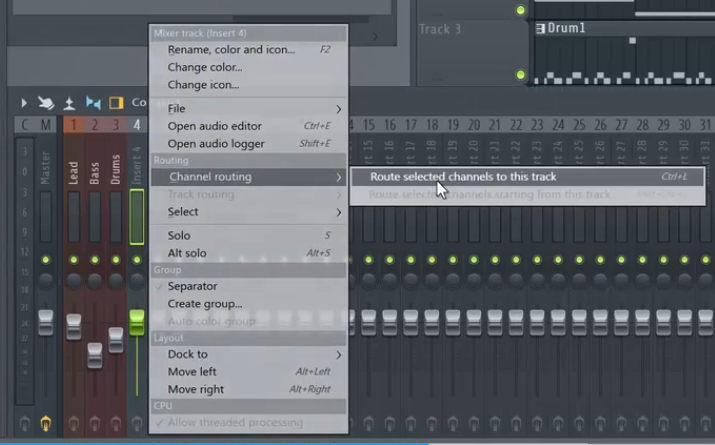 Track 3
Drum1
Mixer track (Insert 4)
Rename, color and icon... F2
Change color...
Change icon...
File
Open audio editor Ctrl+E
Open audio logger Shift+E
Routing
Channel routing
Track routing
Select
Solo S
Alt solo Alt+S
Group
Separator
Create group...
Auto color group
Layout
Dock to
Move left Alt+Left
Move right Alt+Right
CPU
Allow threaded processing
Route selected channels to this track Ctrl+L
Route selected channels starting from this track
Co
C M 1 2 3 4 15 16 17 18 19 20 21 22 23 24 25 26 27 28 29 30 31
Master
Lead
Bass
Drums
Insert 4